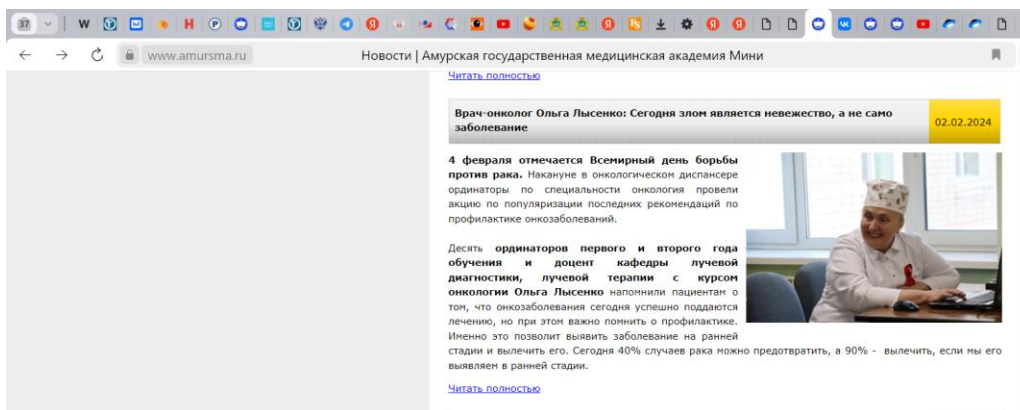 37
www.amursma.ru
Новости | Амурская государственная медицинская академия Мини
Читать полностью
Врач-онколог Ольга Лысенко: Сегодня злом является невежество, а не само
заболевание
02.02.2024
4 февраля отмечается Всемирный день борьбы
против рака. Накануне в онкологическом диспансере
ординаторы по специальности онкология провели
акцию по популяризации последних рекомендаций по
профилактике онкозаболеваний.
Десять ординаторов первого и второго года
обучения и доцент кафедры лучевой
диагностики, лучевой терапии с курсом
онкологии Ольга Лысенко напомнили пациентам о
том, что онкозаболевания сегодня успешно поддаются
лечению, но при этом важно помнить о профилактике.
Именно это позволит выявить заболевание на ранней
стадии и вылечить его. Сегодня 40% случаев рака можно предотвратить, а 90% - вылечить, если мы его
выявляем в ранней стадии.
Читать полностью